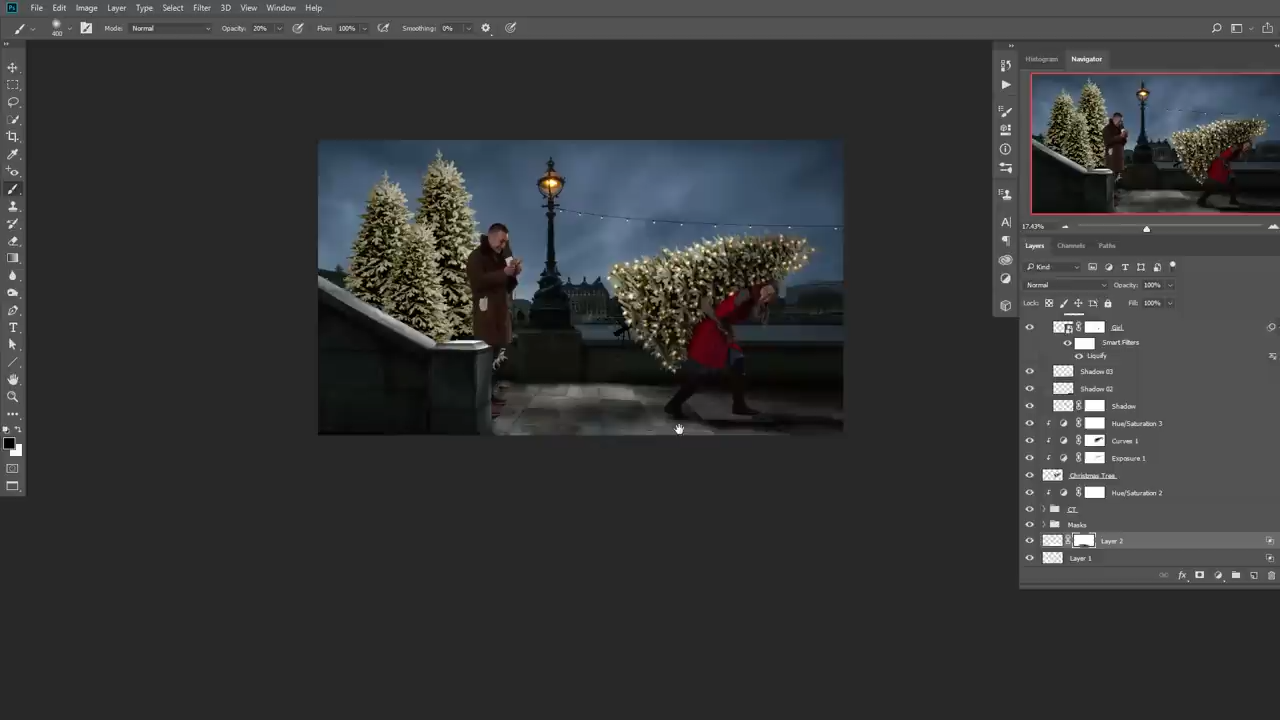 Ps File Edit Image Layer Type Select Filter 3D View Window Help
400 Mode: Normal Opacity: 20% Flow: 100% Smoothing: 0%
Histogram Navigator
17.43%
Layers Channels Paths
Kind
Normal Opacity: 100%
Lock: Fill: 100%
Girl
Smart Filters
Liquify
Shadow 03
Shadow 02
Shadow
Hue/Saturation 3
Curves 1
Exposure 1
Christmas Tree
Hue/Saturation 2
CT
Masks
Layer 2
Layer 1
fx